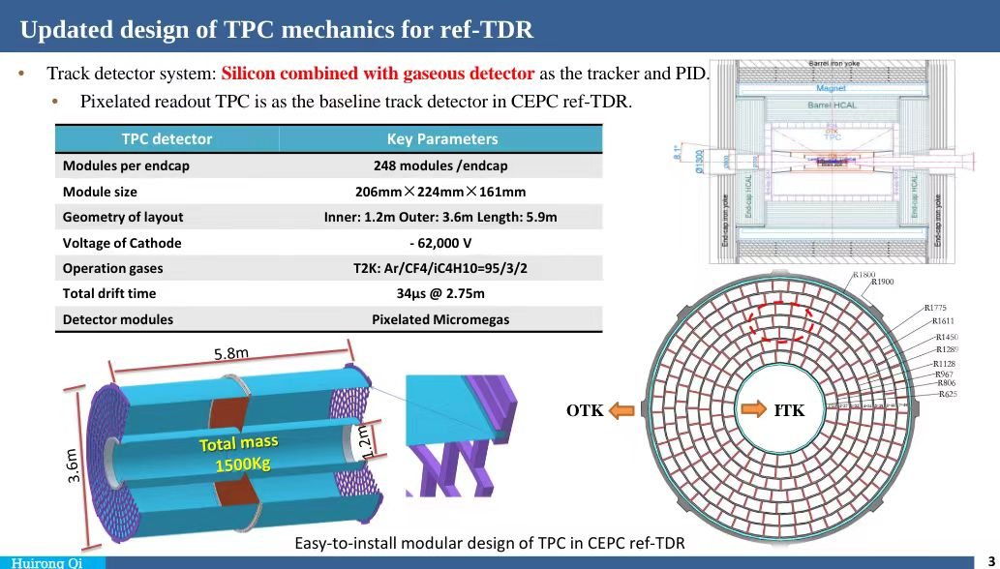 Updated design of TPC mechanics for ref-TDR
• Track detector system: Silicon combined with gaseous detector as the tracker and PID.
• Pixelated readout TPC is as the baseline track detector in CEPC ref-TDR.
TPC detector Key Parameters
Modules per endcap 248 modules /endcap
Module size 206mm×224mm×161mm
Geometry of layout Inner: 1.2m Outer: 3.6m Length: 5.9m
Voltage of Cathode - 62,000 V
Operation gases T2K: Ar/CF4/iC4H10=95/3/2
Total drift time 34μs @ 2.75m
Detector modules Pixelated Micromegas
Barrel iron yoke
Magnet
Barrel HCAL
OTK
TPC
8.1°
Ø1300
End-cap iron yoke
End-cap HCAL
End-cap HCAL
End-cap iron yoke
R1800
R1900
R1775
R1611
R1450
R1289
R1128
R967
R806
R625
OTK
ITK
5.8m
3.6m
1.2m
Total mass
1500Kg
Easy-to-install modular design of TPC in CEPC ref-TDR
Huirong Qi
3